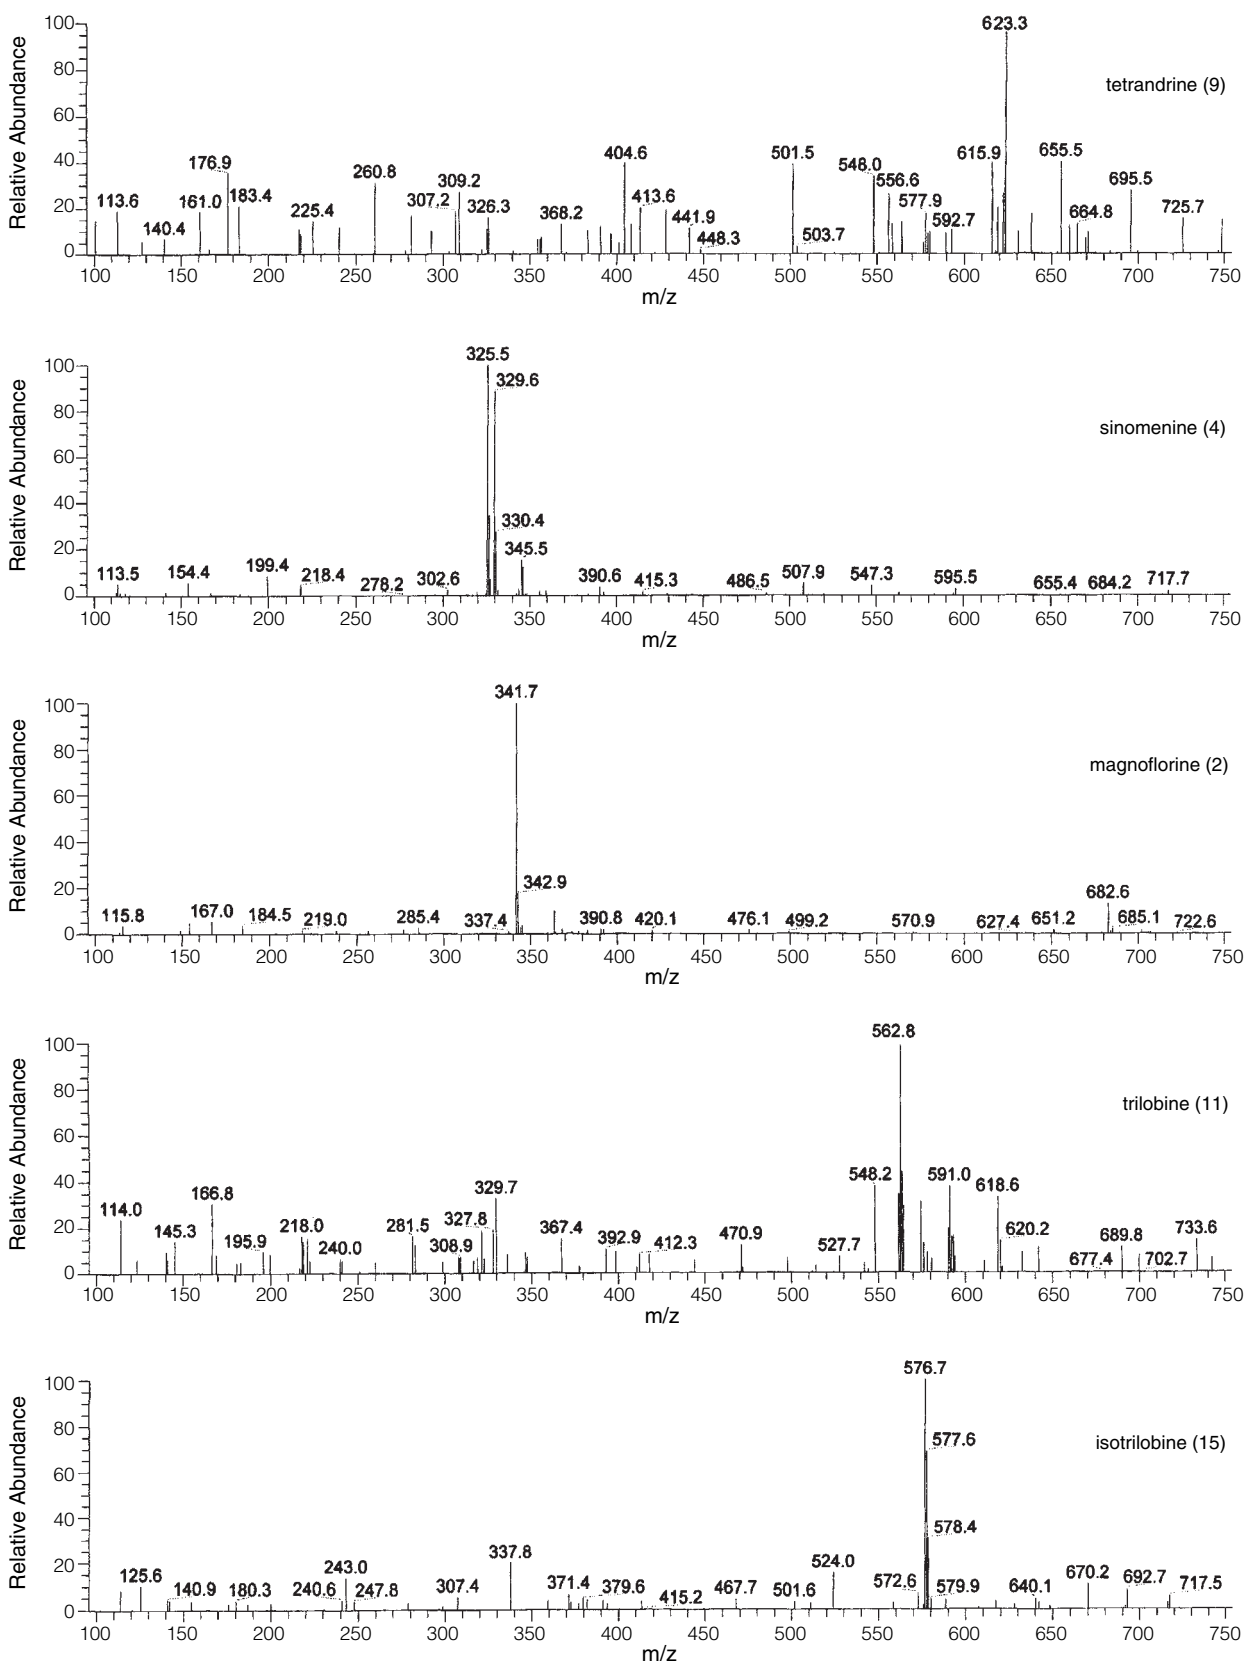 100
623.3
80
tetrandrine (9)
60
40
176.9 260.8 309.2 404.6 501.5 548.0 615.9 655.5
20
113.6 161.0 183.4 307.2 413.6 556.6 695.5
140.4 225.4 326.3 368.2 441.9 577.9 664.8 725.7
448.3 503.7 592.7
0
100 150 200 250 300 350 400 450 500 550 600 650 700 750
m/z
Relative Abundance
325.5
100
329.6
80
sinomenine (4)
60
40
330.4
20
345.5
113.5 154.4 199.4 218.4 278.2 302.6 390.6 415.3 486.5 507.9 547.3 595.5 655.4 684.2 717.7
0
100 150 200 250 300 350 400 450 500 550 600 650 700 750
m/z
Relative Abundance
341.7
100
80
magnoflorine (2)
60
40
20
342.9 682.6
115.8 167.0 184.5 219.0 285.4 337.4 390.8 420.1 476.1 499.2 570.9 627.4 651.2 685.1 722.6
0
100 150 200 250 300 350 400 450 500 550 600 650 700 750
m/z
Relative Abundance
562.8
100
80
trilobine (11)
60
40
548.2 591.0
166.8 329.7 618.6
20
114.0 145.3 218.0 281.5 327.8 620.2
195.9 240.0 308.9 367.4 392.9 412.3 470.9 527.7 677.4 689.8 702.7 733.6
0
100 150 200 250 300 350 400 450 500 550 600 650 700 750
m/z
Relative Abundance
576.7
100
80
577.6
isotrilobine (15)
60
40
578.4
20
243.0 337.8 524.0
125.6 140.9 180.3 240.6 247.8 307.4 371.4 379.6 415.2 467.7 501.6 572.6 579.9 640.1 670.2 692.7 717.5
0
100 150 200 250 300 350 400 450 500 550 600 650 700 750
m/z
Relative Abundance